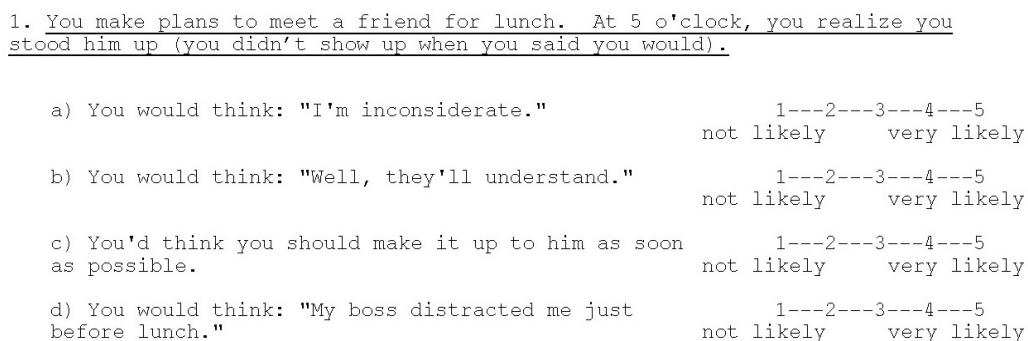 1. You make plans to meet a friend for lunch. At 5 o'clock, you realize you
stood him up (you didn't show up when you said you would).
a) You would think: "I'm inconsiderate." 1---2---3---4---5
not likely very likely
b) You would think: "Well, they'll understand." 1---2---3---4---5
not likely very likely
c) You'd think you should make it up to him as soon 1---2---3---4---5
as possible. not likely very likely
d) You would think: "My boss distracted me just 1---2---3---4---5
before lunch." not likely very likely